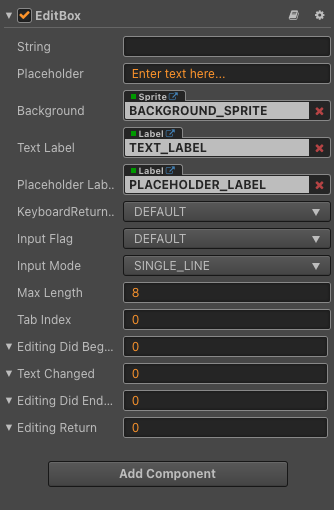 EditBox
String
Placeholder Enter text here...
Sprite
Background BACKGROUND_SPRITE
Label
Text Label TEXT_LABEL
Label
Placeholder Lab.. PLACEHOLDER_LABEL
KeyboardReturn.. DEFAULT
Input Flag DEFAULT
Input Mode SINGLE_LINE
Max Length 8
Tab Index 0
Editing Did Beg... 0
Text Changed 0
Editing Did End... 0
Editing Return 0
Add Component